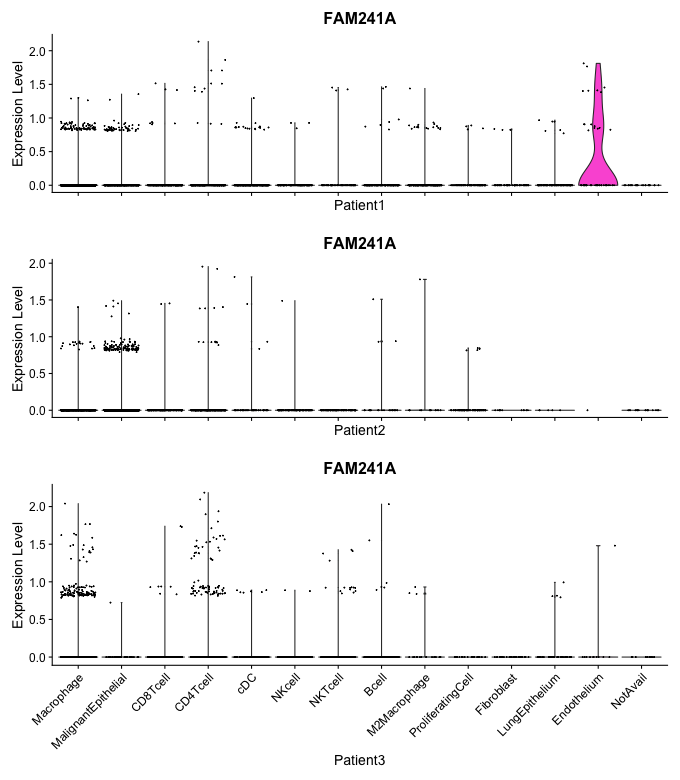 FAM241A
Expression Level
2.0
1.5
1.0
0.5
0.0
Patient1
FAM241A
Expression Level
2.0
1.5
1.0
0.5
0.0
Patient2
FAM241A
Expression Level
2.0
1.5
1.0
0.5
0.0
Macrophage
MalignantEpithelial
CD8Tcell
CD4Tcell
cDC
NKcell
NKTcell
Bcell
M2Macrophage
ProliferatingCell
Fibroblast
LungEpithelium
Endothelium
NotAvail
Patient3